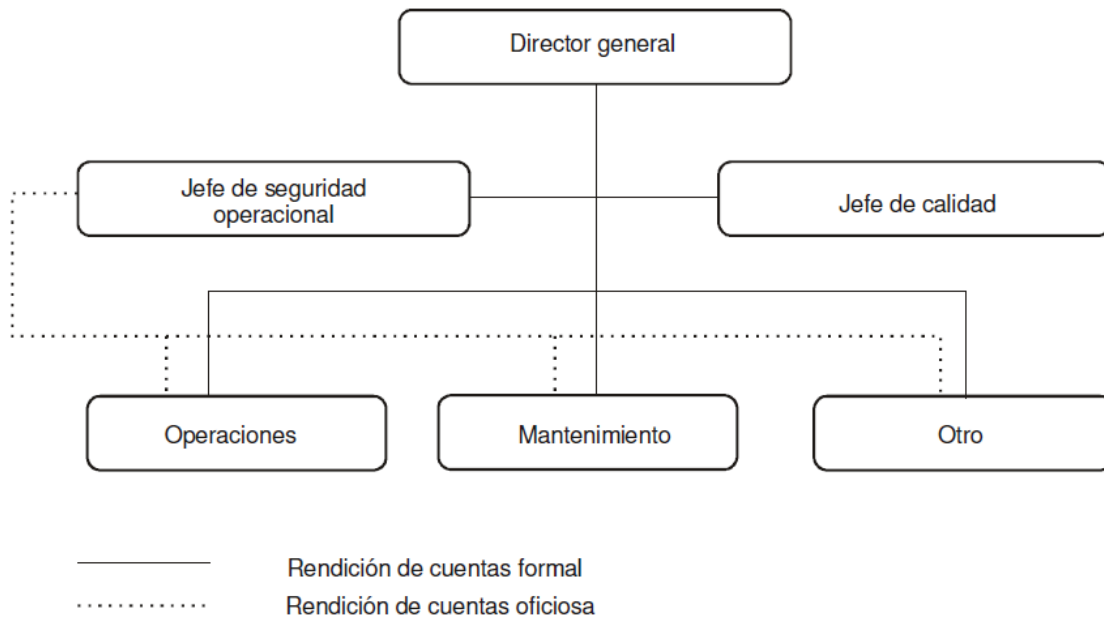 Director general
Jefe de seguridad
operacional
Jefe de calidad
Operaciones
Mantenimiento
Otro
Rendición de cuentas formal
Rendición de cuentas oficiosa